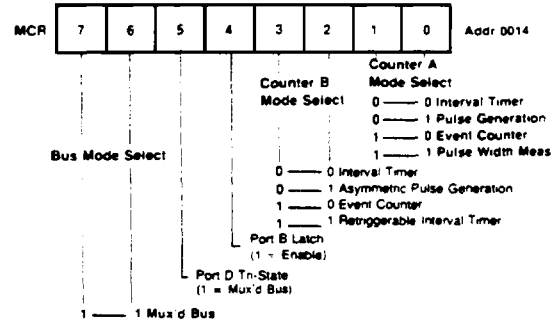 MCR 7 6 5 4 3 2 1 0 Addr 0014
Counter A
Mode Select
0 0 Interval Timer
0 1 Pulse Generation
1 0 Event Counter
1 1 Pulse Width Meas
Counter B
Mode Select
0 0 Interval Timer
0 1 Asymmetric Pulse Generation
1 0 Event Counter
1 1 Retriggerable Interval Timer
Bus Mode Select
Port B Latch
(1 = Enable)
Port D Tri-State
(1 = Mux'd Bus)
1 1 Mux'd Bus